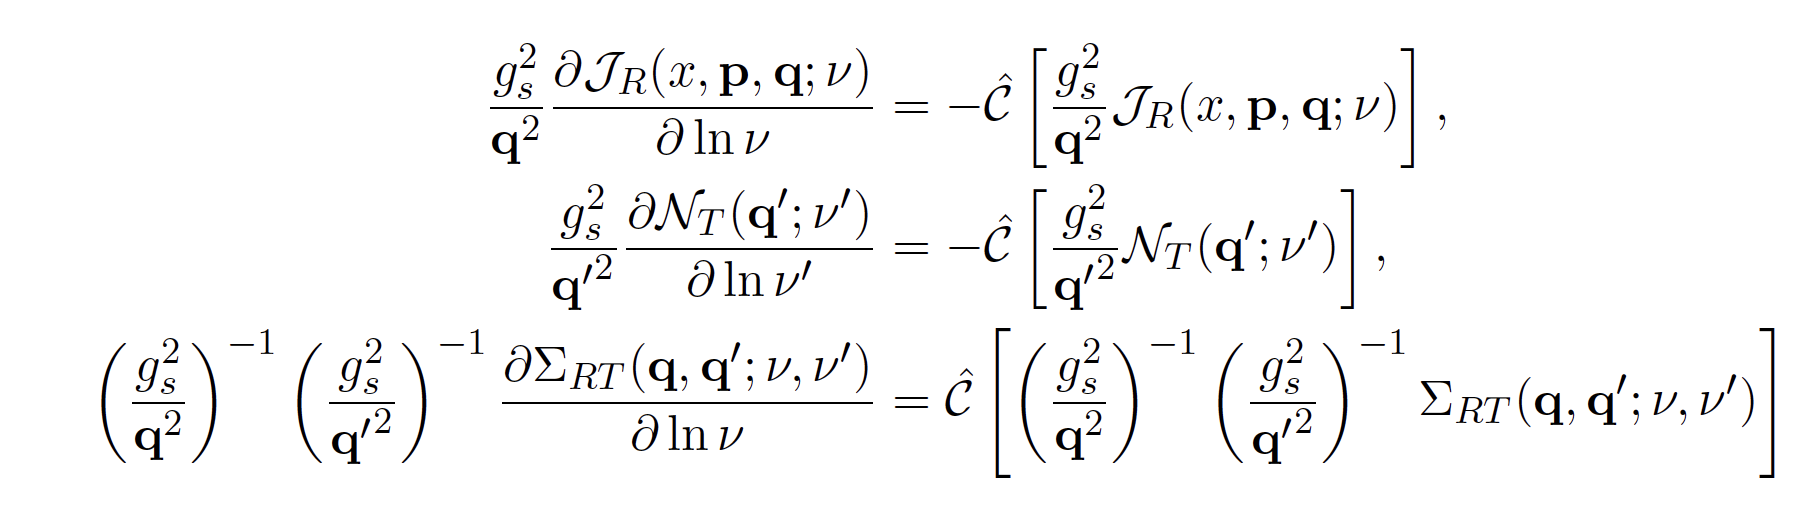 \frac{g_s^2}{\mathbf{q}^2} \frac{\partial \mathcal{J}_R(x, \mathbf{p}, \mathbf{q}; \nu)}{\partial \ln \nu} = -\hat{\mathcal{C}} \left[ \frac{g_s^2}{\mathbf{q}^2} \mathcal{J}_R(x, \mathbf{p}, \mathbf{q}; \nu) \right],
\frac{g_s^2}{\mathbf{q}'^2} \frac{\partial \mathcal{N}_T(\mathbf{q}'; \nu')}{\partial \ln \nu'} = -\hat{\mathcal{C}} \left[ \frac{g_s^2}{\mathbf{q}'^2} \mathcal{N}_T(\mathbf{q}'; \nu') \right],
\left( \frac{g_s^2}{\mathbf{q}^2} \right)^{-1} \left( \frac{g_s^2}{\mathbf{q}'^2} \right)^{-1} \frac{\partial \Sigma_{RT}(\mathbf{q}, \mathbf{q}'; \nu, \nu')}{\partial \ln \nu} = \hat{\mathcal{C}} \left[ \left( \frac{g_s^2}{\mathbf{q}^2} \right)^{-1} \left( \frac{g_s^2}{\mathbf{q}'^2} \right)^{-1} \Sigma_{RT}(\mathbf{q}, \mathbf{q}'; \nu, \nu') \right]